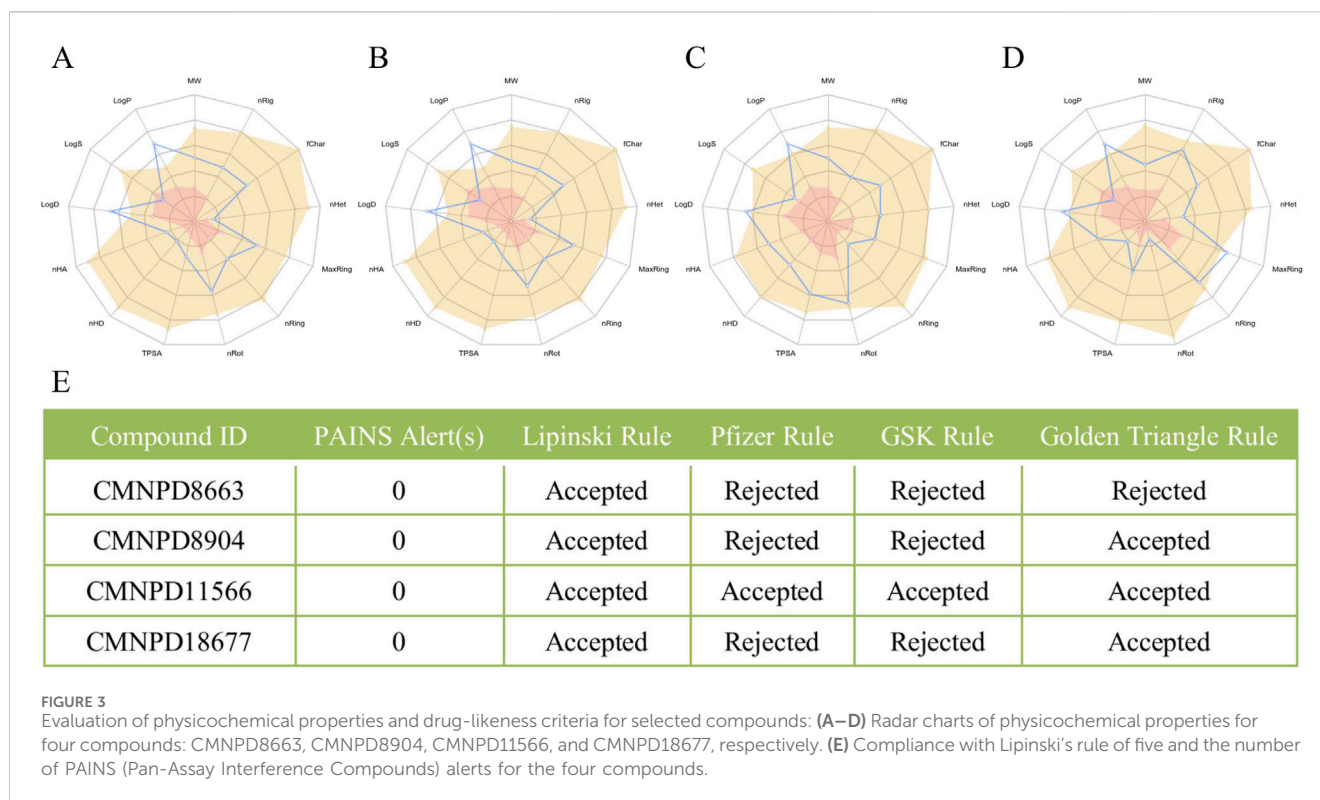 A
B
C
D
MW
nRig
fChar
nHet
MaxRing
nRing
nRot
TPSA
nHD
nHA
LogD
LogS
LogP
MW
nRig
fChar
nHet
MaxRing
nRing
nRot
TPSA
nHD
nHA
LogD
LogS
LogP
MW
nRig
fChar
nHet
MaxRing
nRing
nRot
TPSA
nHD
nHA
LogD
LogS
LogP
MW
nRig
fChar
nHet
MaxRing
nRing
nRot
TPSA
nHD
nHA
LogD
LogS
LogP
E
Compound ID PAINS Alert(s) Lipinski Rule Pfizer Rule GSK Rule Golden Triangle Rule
CMNPD8663 0 Accepted Rejected Rejected Rejected
CMNPD8904 0 Accepted Rejected Rejected Accepted
CMNPD11566 0 Accepted Accepted Accepted Accepted
CMNPD18677 0 Accepted Rejected Rejected Accepted
FIGURE 3
Evaluation of physicochemical properties and drug-likeness criteria for selected compounds: (A–D) Radar charts of physicochemical properties for
four compounds: CMNPD8663, CMNPD8904, CMNPD11566, and CMNPD18677, respectively. (E) Compliance with Lipinski's rule of five and the number
of PAINS (Pan-Assay Interference Compounds) alerts for the four compounds.